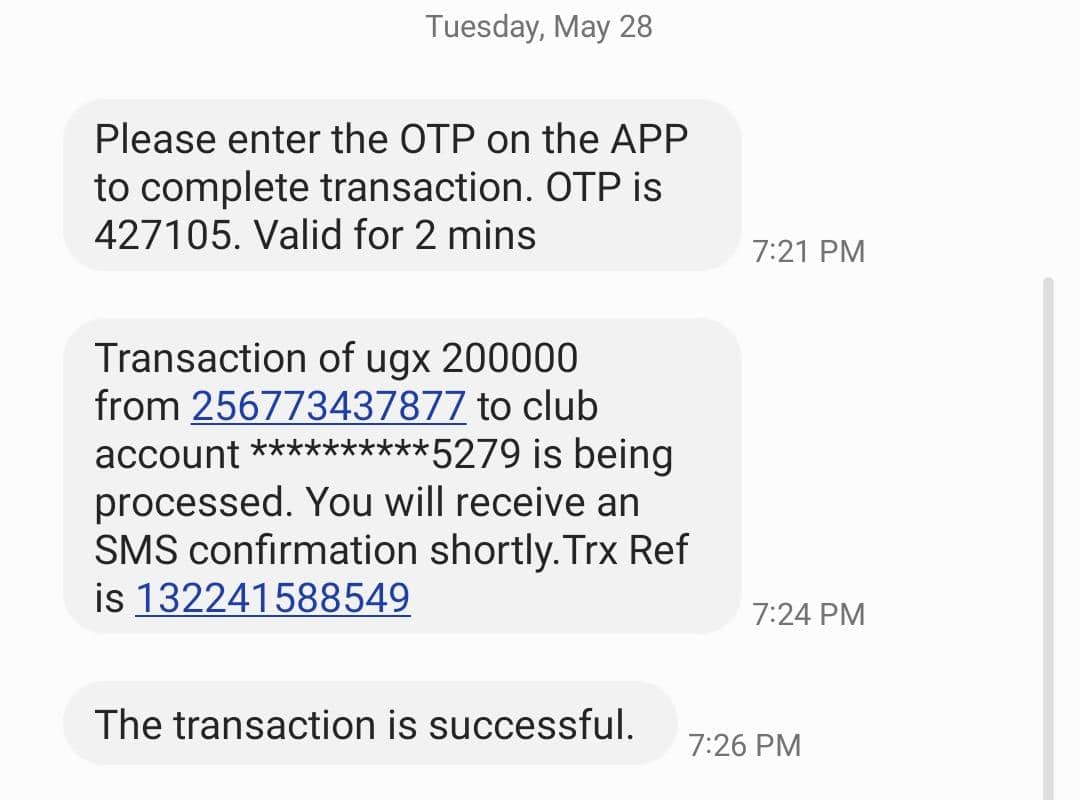 Tuesday, May 28
Please enter the OTP on the APP
to complete transaction. OTP is
427105. Valid for 2 mins
7:21 PM
Transaction of ugx 200000
from 256773437877 to club
account **********5279 is being
processed. You will receive an
SMS confirmation shortly.Trx Ref
is 132241588549
7:24 PM
The transaction is successful.
7:26 PM